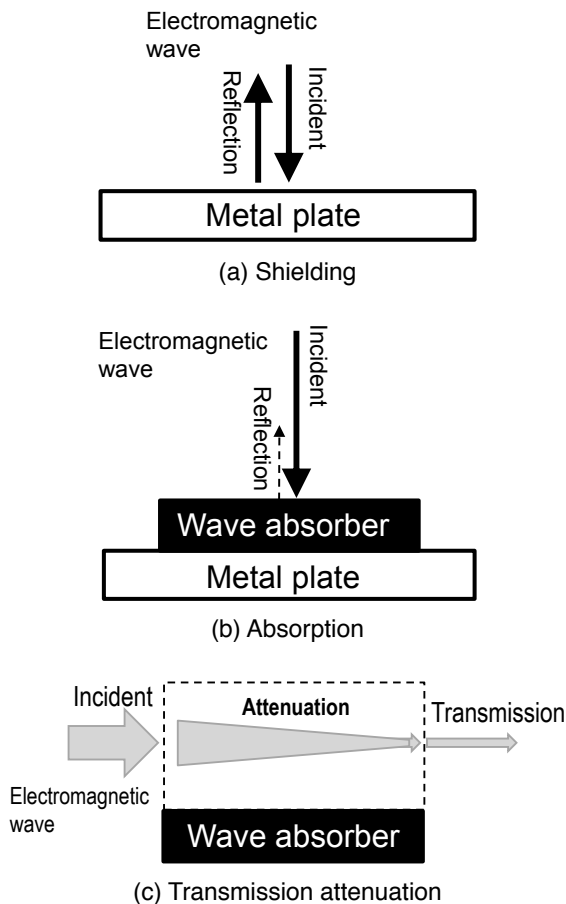 Electromagnetic
wave
Reflection
Incident
Metal plate
(a) Shielding
Electromagnetic
wave
Reflection
Incident
Wave absorber
Metal plate
(b) Absorption
Incident
Attenuation
Transmission
Electromagnetic
wave
Wave absorber
(c) Transmission attenuation